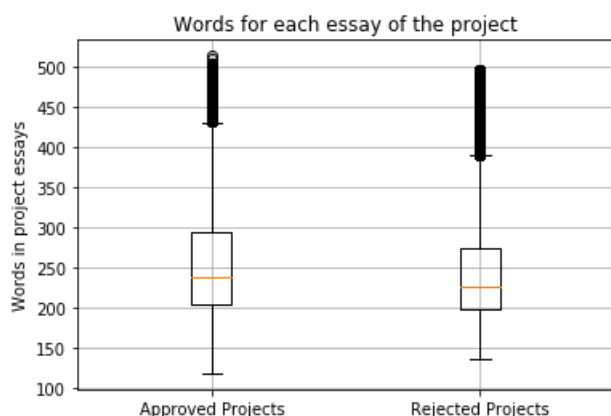 Words for each essay of the project
Words in project essays
500
450
400
350
300
250
200
150
100
Approved Projects
Rejected Projects